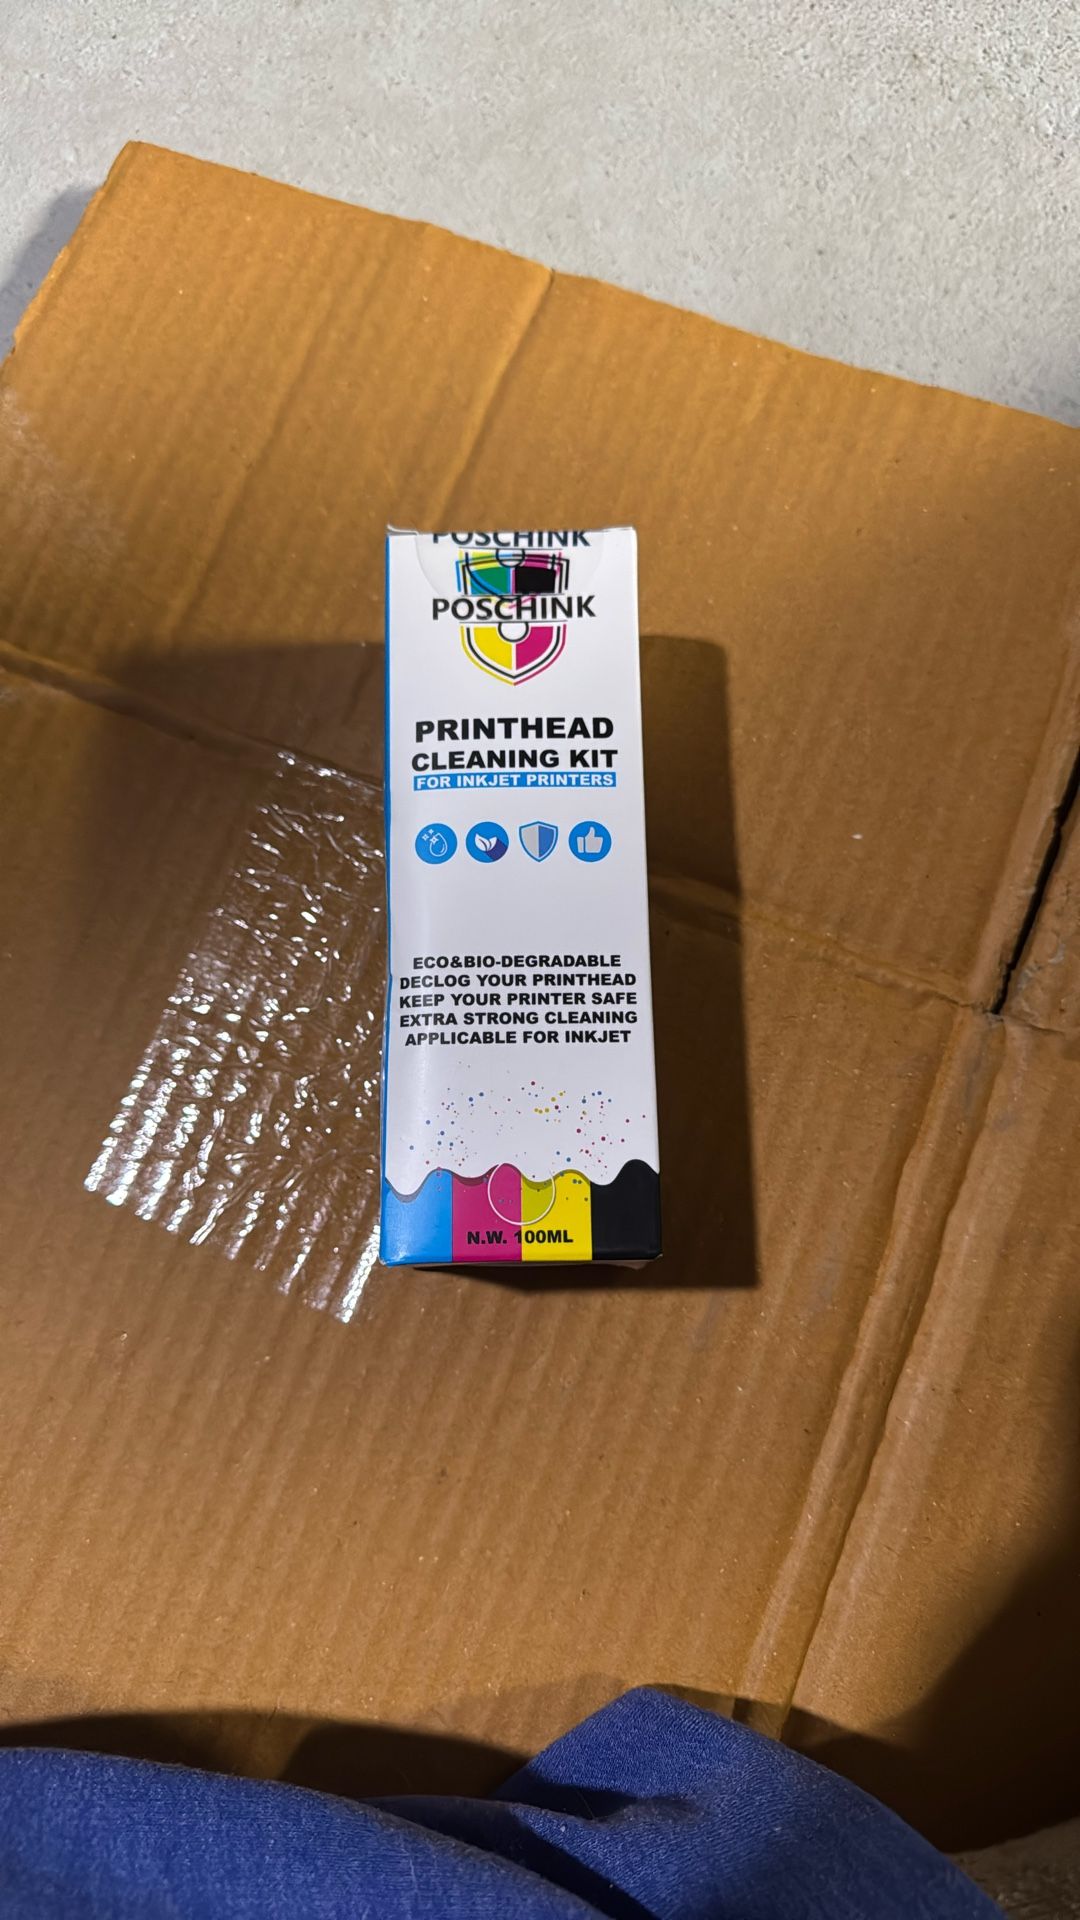 POSCHINK
POSCHINK
PRINTHEAD
CLEANING KIT
FOR INKJET PRINTERS
ECO&BIO-DEGRADABLE
DECLOG YOUR PRINTHEAD
KEEP YOUR PRINTER SAFE
EXTRA STRONG CLEANING
APPLICABLE FOR INKJET
N.W. 100ML